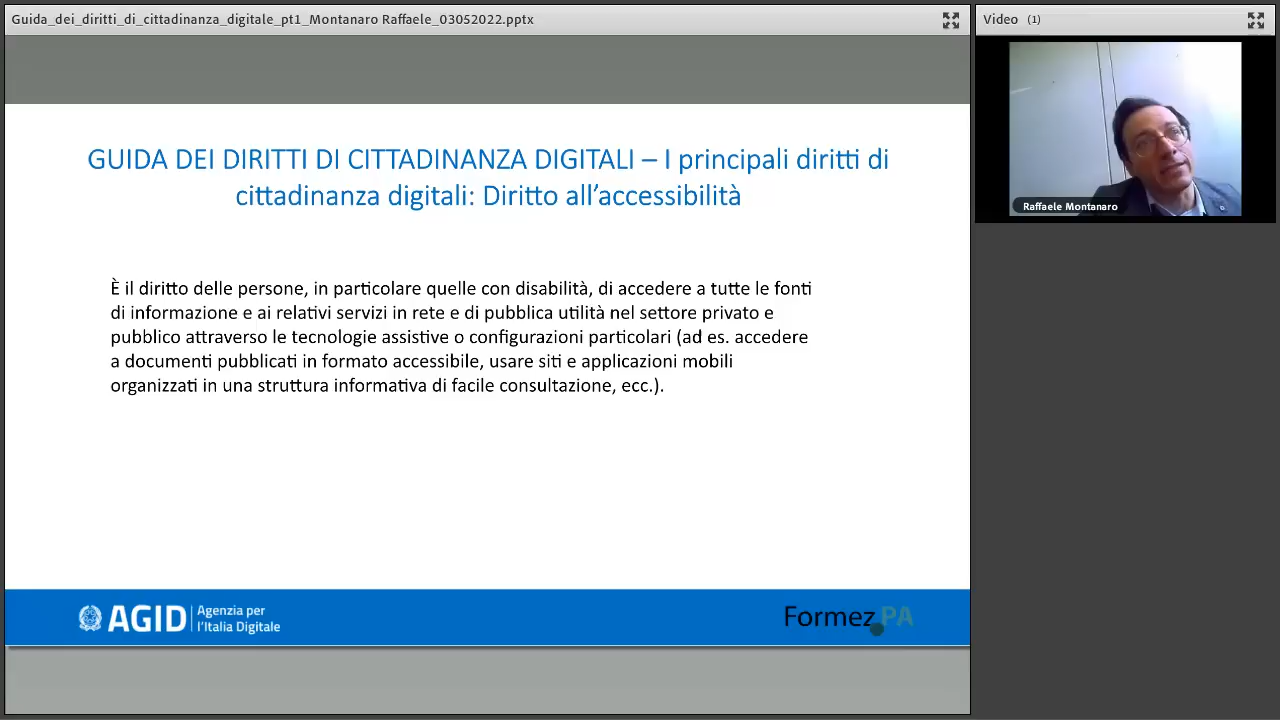 Guida_dei_diritti_di_cittadinanza_digitale_pt1_Montanaro Raffaele_03052022.pptx
Video (1)
Raffaele Montanaro
GUIDA DEI DIRITTI DI CITTADINANZA DIGITALI – I principali diritti di
cittadinanza digitali: Diritto all’accessibilità
È il diritto delle persone, in particolare quelle con disabilità, di accedere a tutte le fonti
di informazione e ai relativi servizi in rete e di pubblica utilità nel settore privato e
pubblico attraverso le tecnologie assistive o configurazioni particolari (ad es. accedere
a documenti pubblicati in formato accessibile, usare siti e applicazioni mobili
organizzati in una struttura informativa di facile consultazione, ecc.).
AGID Agenzia per
l’Italia Digitale
Formez PA